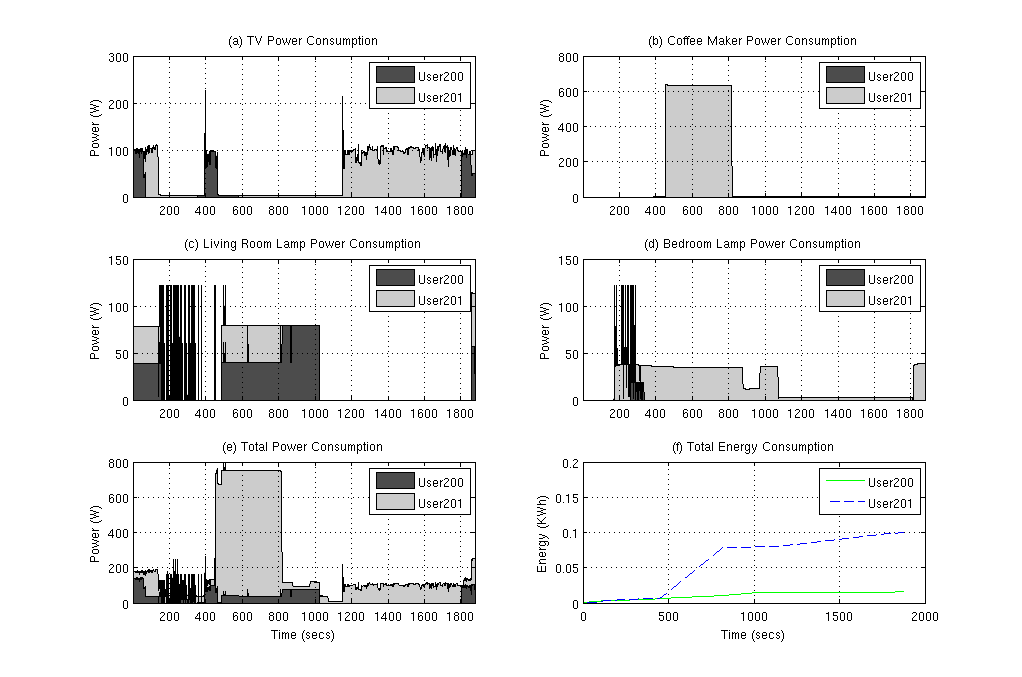 (a) TV Power Consumption
300
200
100
0
Power (W)
200 400 600 800 1000 1200 1400 1600 1800
User200
User201
(b) Coffee Maker Power Consumption
800
600
400
200
0
Power (W)
200 400 600 800 1000 1200 1400 1600 1800
User200
User201
(c) Living Room Lamp Power Consumption
150
100
50
0
Power (W)
200 400 600 800 1000 1200 1400 1600 1800
User200
User201
(d) Bedroom Lamp Power Consumption
150
100
50
0
Power (W)
200 400 600 800 1000 1200 1400 1600 1800
User200
User201
(e) Total Power Consumption
800
600
400
200
0
Power (W)
200 400 600 800 1000 1200 1400 1600 1800
Time (secs)
User200
User201
(f) Total Energy Consumption
0.2
0.15
0.1
0.05
0
Energy (KWh)
0 500 1000 1500 2000
Time (secs)
User200
User201